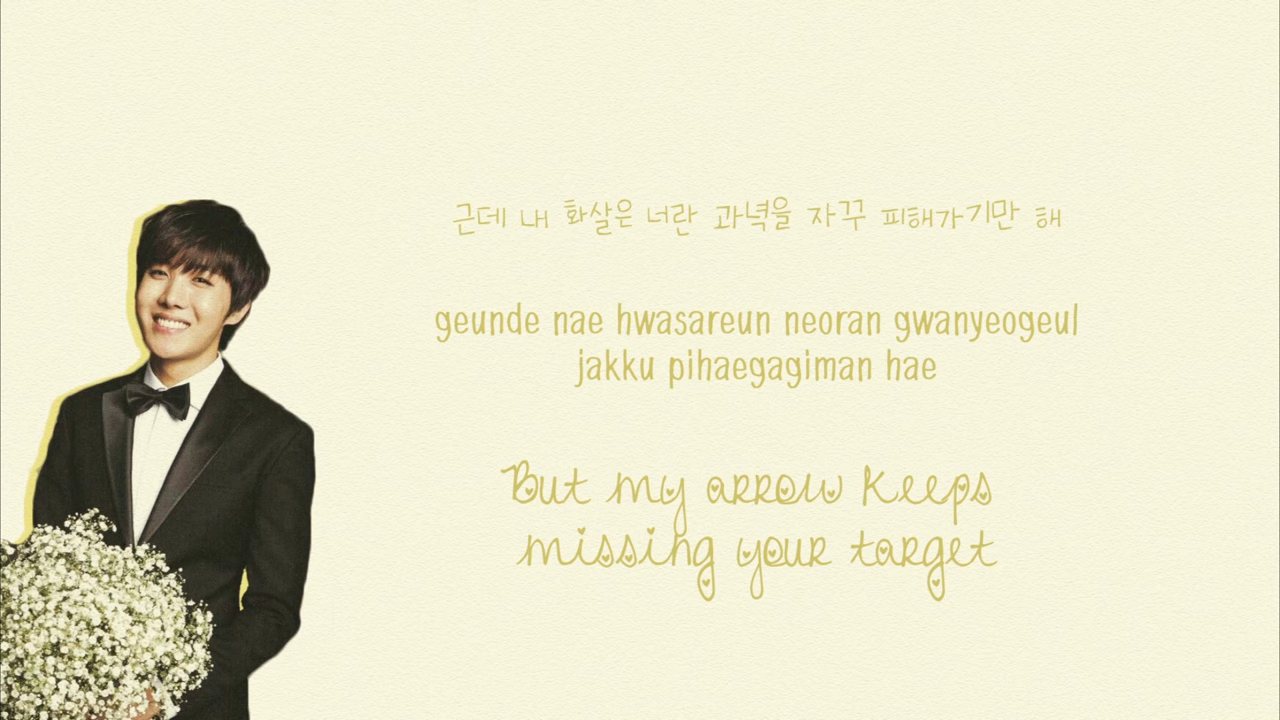 근데 내 화살은 너란 과녁을 자꾸 피해가기만 해
geunde nae hwasareun neoran gwanyeogeul
jakku pihaegagiman hae
But my arrow keeps
missing your target